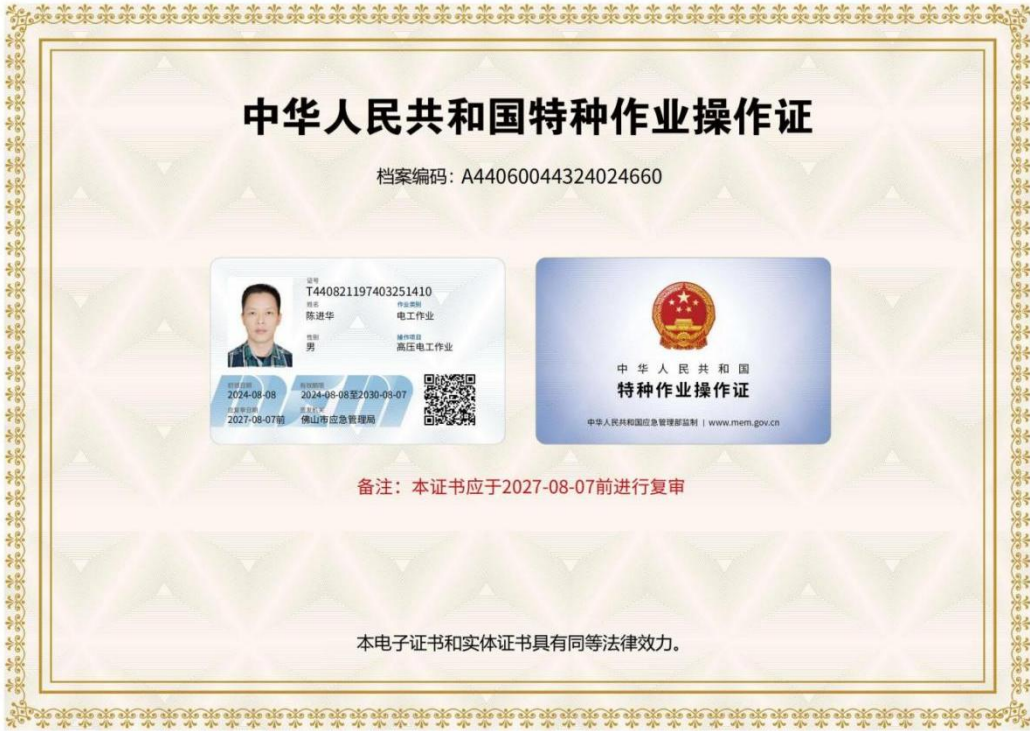 中华人民共和国特种作业操作证
档案编码：A44060044324024660
证号
T440821197403251410
姓名 作业类别
陈进华 电工作业
性别 操作项目
男 高压电工作业
初领日期 有效期限
2024-08-08 2024-08-08至2030-08-07
应复审日期 签发机关
2027-08-07前 佛山市应急管理局
中华人民共和国
特种作业操作证
中华人民共和国应急管理部监制 | www.mem.gov.cn
备注：本证书应于2027-08-07前进行复审
本电子证书和实体证书具有同等法律效力。